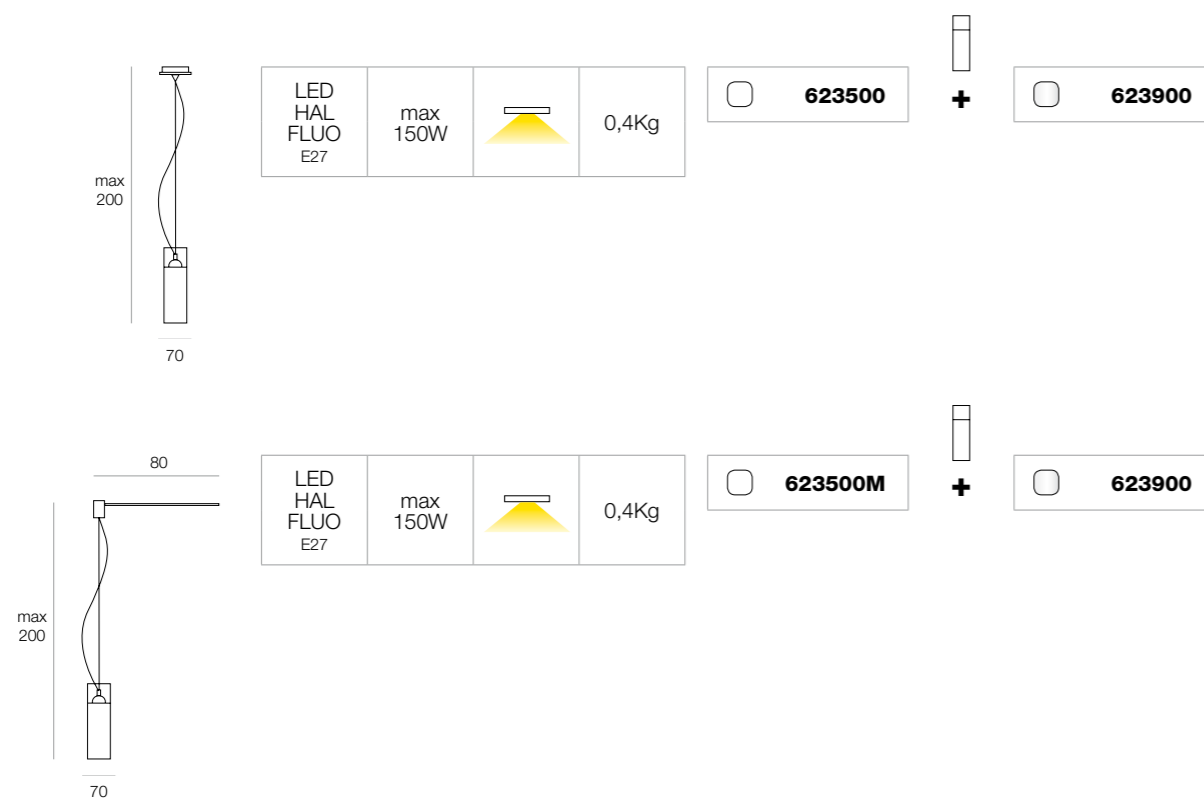 max
200
70
LED
HAL
FLUO
E27
max
150W
0,4Kg
623500
+
623900
80
max
200
70
LED
HAL
FLUO
E27
max
150W
0,4Kg
623500M
+
623900